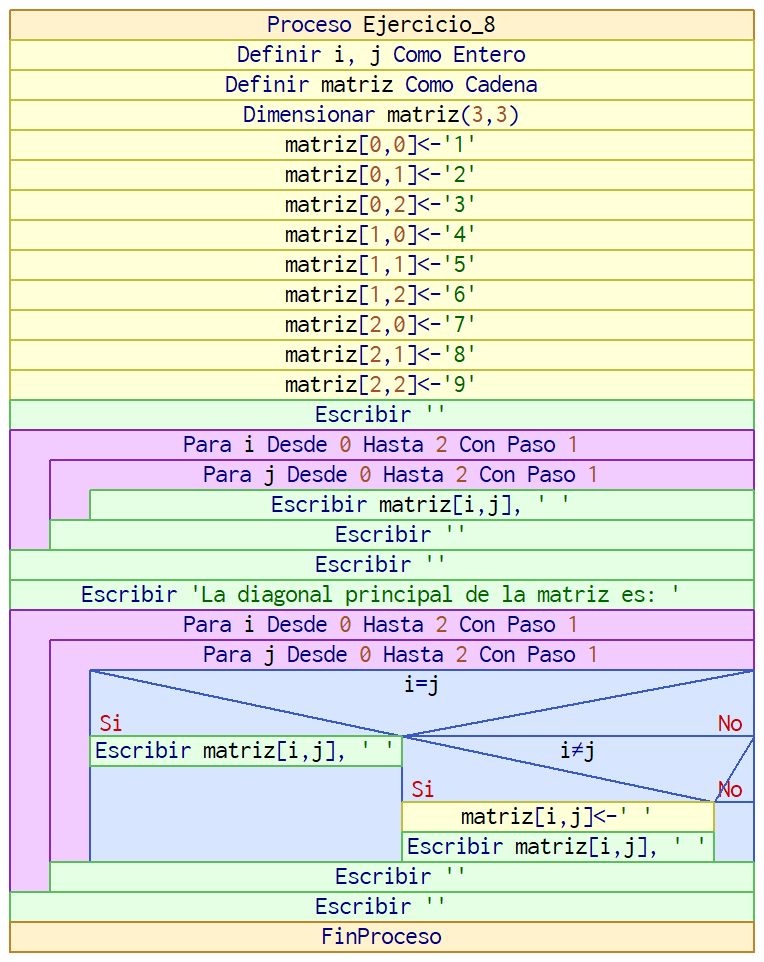 Proceso Ejercicio_8
Definir i, j Como Entero
Definir matriz Como Cadena
Dimensionar matriz(3,3)
matriz[0,0]<-'1'
matriz[0,1]<-'2'
matriz[0,2]<-'3'
matriz[1,0]<-'4'
matriz[1,1]<-'5'
matriz[1,2]<-'6'
matriz[2,0]<-'7'
matriz[2,1]<-'8'
matriz[2,2]<-'9'
Escribir ''
Para i Desde 0 Hasta 2 Con Paso 1
Para j Desde 0 Hasta 2 Con Paso 1
Escribir matriz[i,j], ' '
Escribir ''
Escribir ''
Escribir 'La diagonal principal de la matriz es: '
Para i Desde 0 Hasta 2 Con Paso 1
Para j Desde 0 Hasta 2 Con Paso 1
i=j
Si No
Escribir matriz[i,j], ' ' i≠j
Si No
matriz[i,j]<-' '
Escribir matriz[i,j], ' '
Escribir ''
Escribir ''
FinProceso